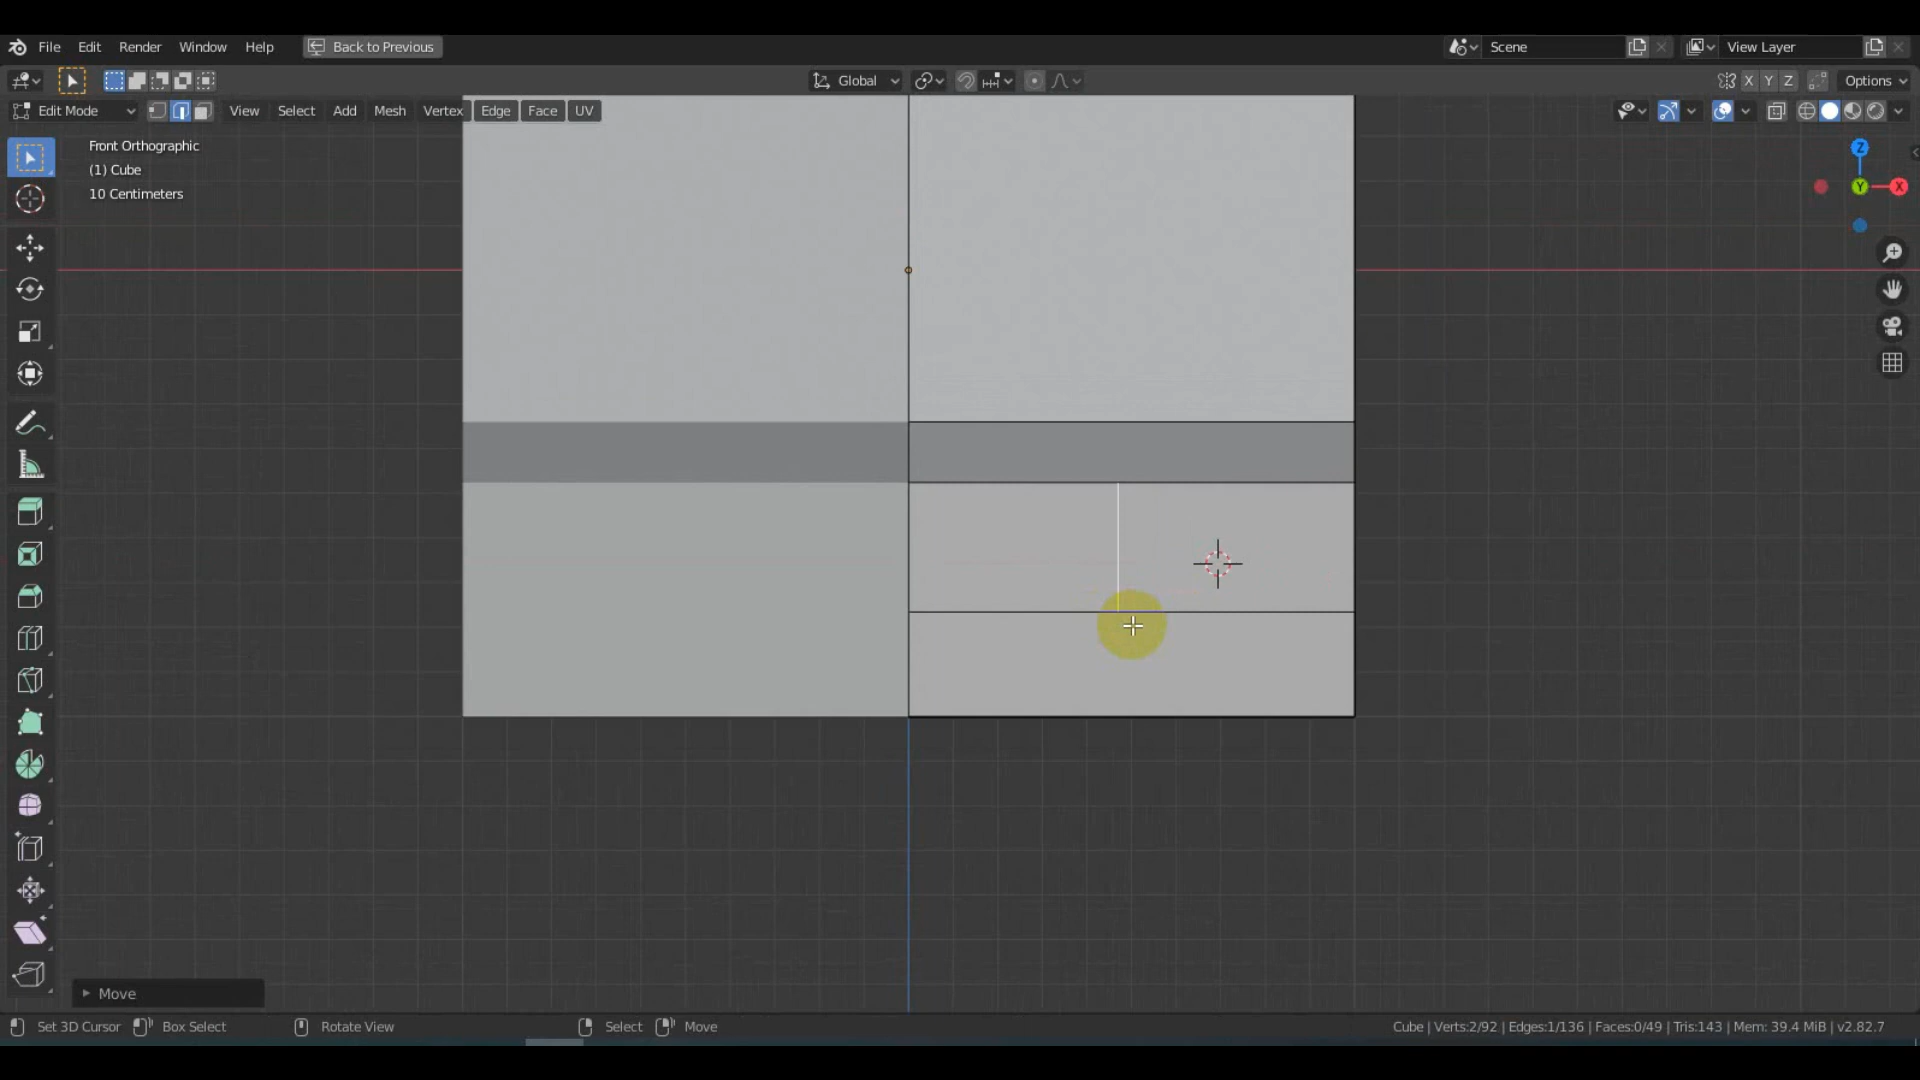 File Edit Render Window Help Back to Previous Scene View Layer
Global X Y Z Options
Edit Mode View Select Add Mesh Vertex Edge Face UV
Front Orthographic
(1) Cube
10 Centimeters
Z
Y X
Move
Set 3D Cursor Box Select Rotate View Select Move Cube | Verts:2/92 | Edges:1/136 | Faces:0/49 | Tris:143 | Mem: 39.4 MiB | v2.82.7